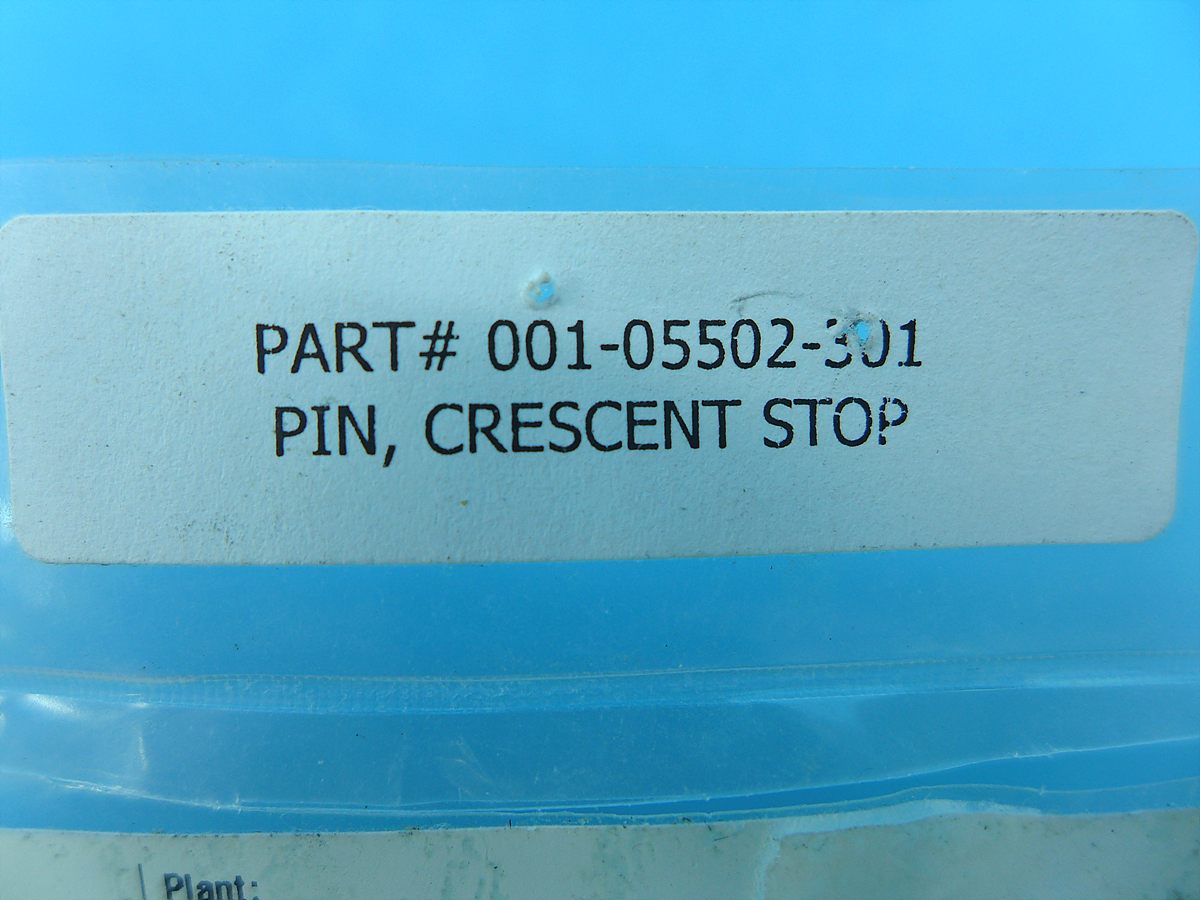 PART# 001-05502-301
PIN, CRESCENT STOP
Plant: